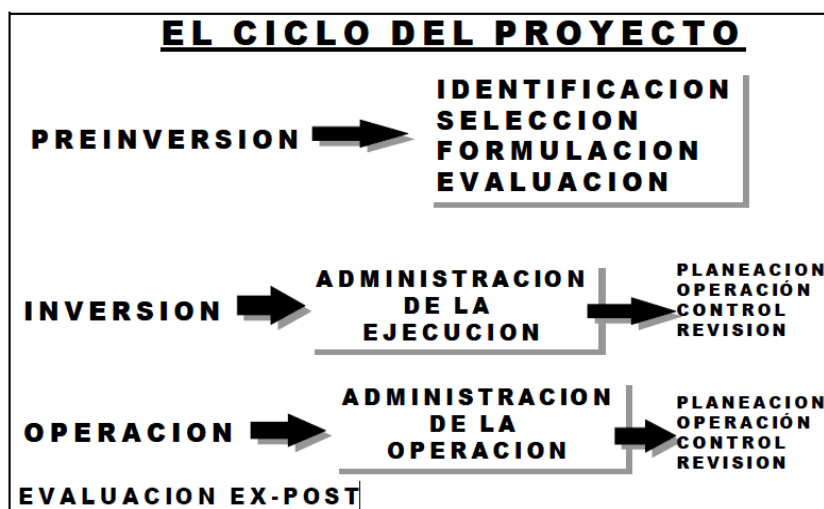 EL CICLO DEL PROYECTO
PREINVERSION
IDENTIFICACION
SELECCION
FORMULACION
EVALUACION
INVERSION
ADMINISTRACION
DE LA
EJECUCION
PLANEACION
OPERACIÓN
CONTROL
REVISION
OPERACION
ADMINISTRACION
DE LA
OPERACION
PLANEACION
OPERACIÓN
CONTROL
REVISION
EVALUACION EX-POST